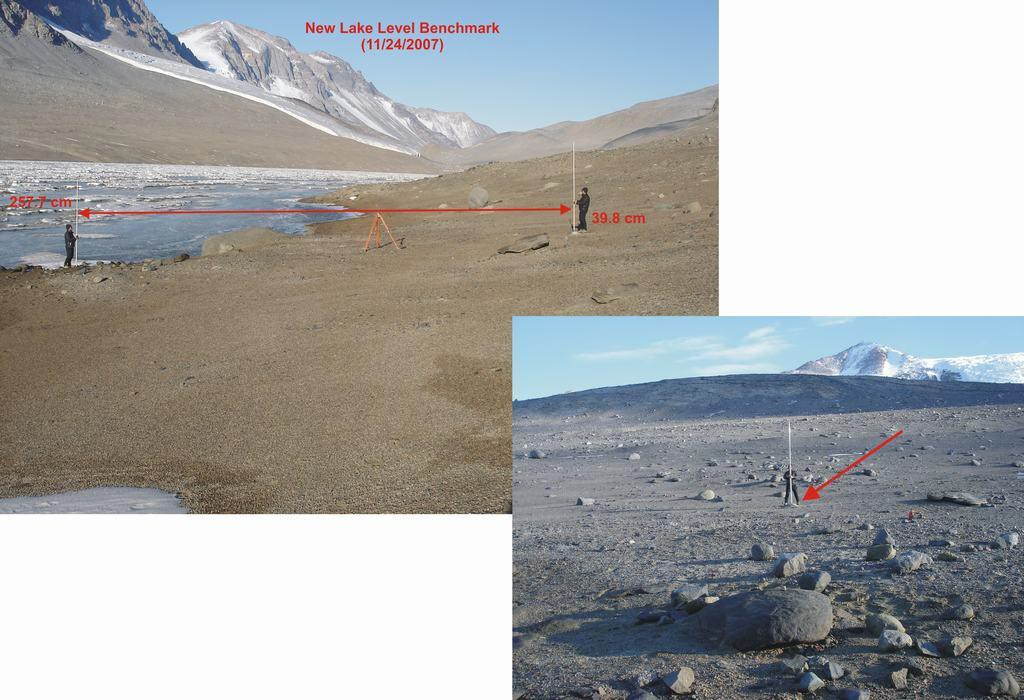 New Lake Level Benchmark
(11/24/2007)
257.7 cm
39.8 cm